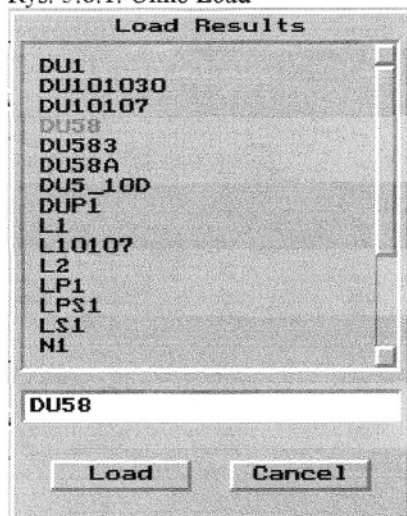 Rys. 5.6.1. Okno Load
Load Results
DU1
DU101030
DU10107
DU58
DU583
DU58A
DU5_10D
DUP1
L1
L10107
L2
LP1
LPS1
LS1
N1
DU58
Load Cancel